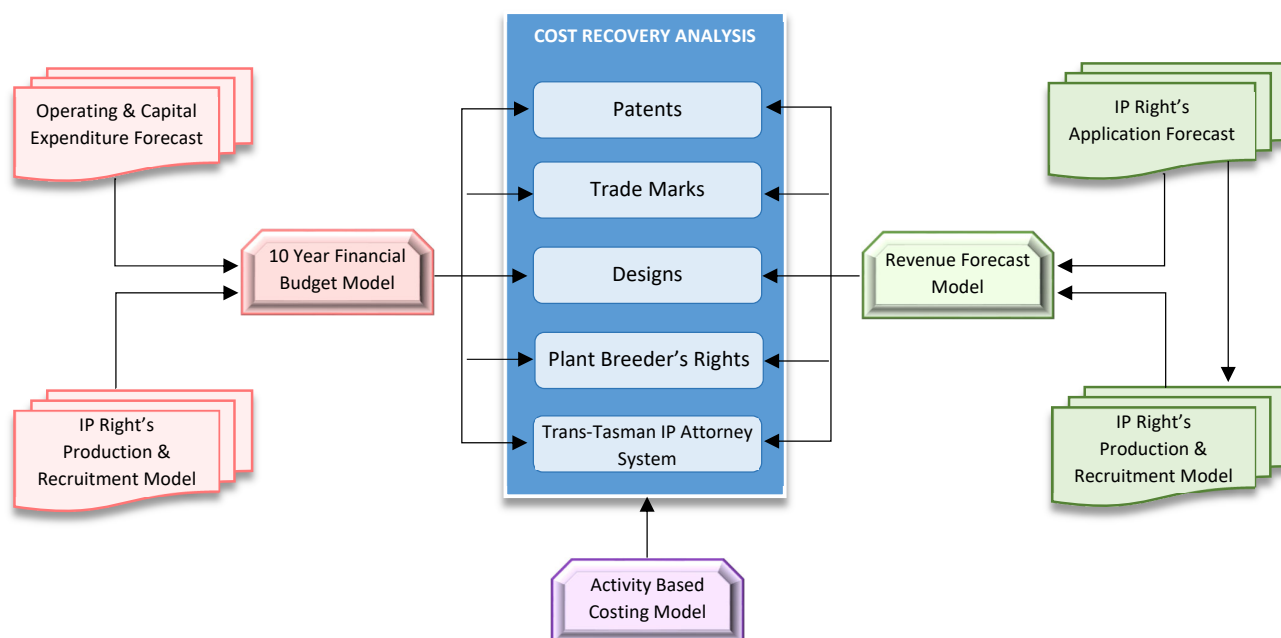 COST RECOVERY ANALYSIS
Operating & Capital
Expenditure Forecast
Patents
IP Right's
Application Forecast
Trade Marks
10 Year Financial
Budget Model
Designs
Revenue Forecast
Model
Plant Breeder’s Rights
IP Right’s
Production &
Recruitment Model
Trans-Tasman IP Attorney
System
IP Right’s
Production &
Recruitment Model
Activity Based
Costing Model